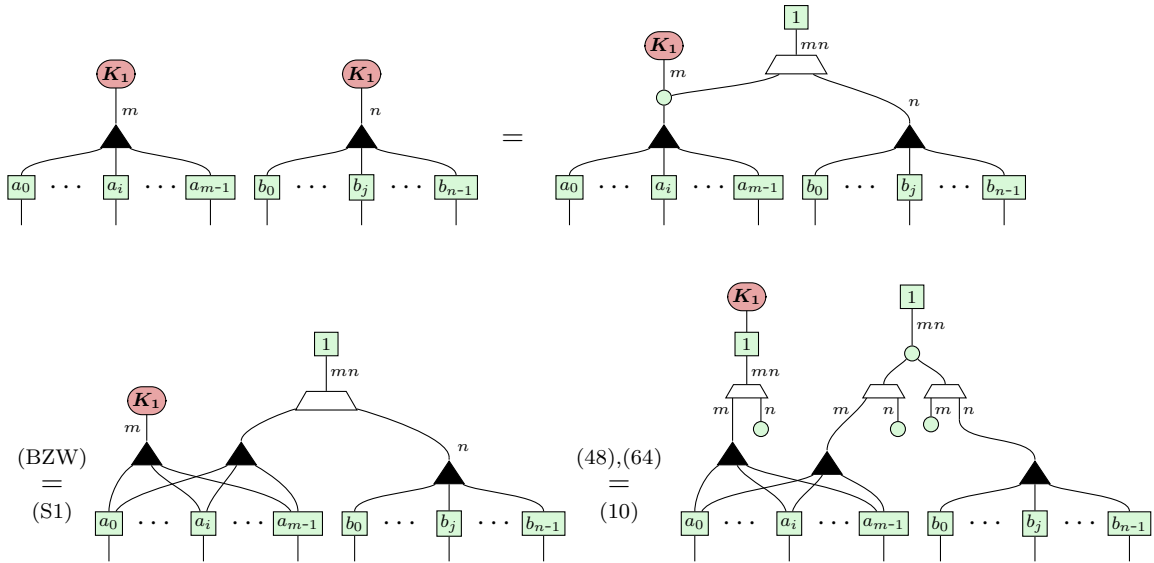 1
mn
K₁ K₁ K₁
m n m n
=
a₀ ··· aᵢ ··· aₘ₋₁ b₀ ··· bⱼ ··· bₙ₋₁ a₀ ··· aᵢ ··· aₘ₋₁ b₀ ··· bⱼ ··· bₙ₋₁
K₁ 1
mn
1 1
mn mn
K₁
m n m n m n
m n
(BZW) (48),(64)
= =
(S1) (10)
a₀ ··· aᵢ ··· aₘ₋₁ b₀ ··· bⱼ ··· bₙ₋₁ a₀ ··· aᵢ ··· aₘ₋₁ b₀ ··· bⱼ ··· bₙ₋₁